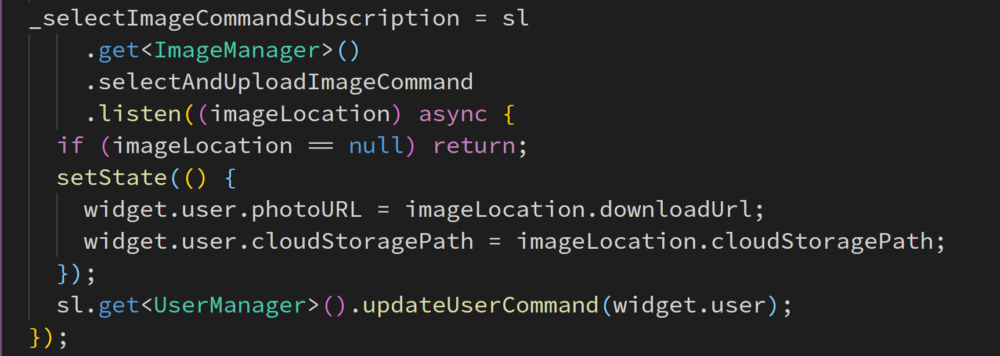 _selectImageCommandSubscription = sl
.get<ImageManager>()
.selectAndUploadImageCommand
.listen((imageLocation) async {
if (imageLocation == null) return;
setState(() {
widget.user.photoURL = imageLocation.downloadUrl;
widget.user.cloudStoragePath = imageLocation.cloudStoragePath;
});
sl.get<UserManager>().updateUserCommand(widget.user);
});